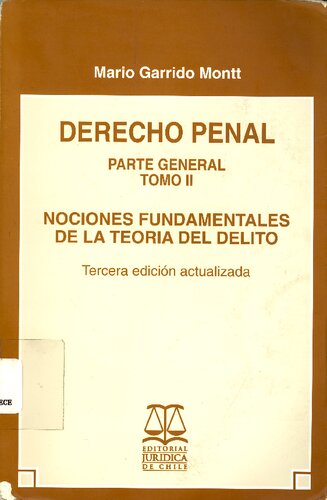 Mario Garrido Montt
DERECHO PENAL
PARTE GENERAL
TOMO II
NOCIONES FUNDAMENTALES
DE LA TEORIA DEL DELITO
Tercera edición actualizada
ECE
EDITORIAL
JURIDICA
DE CHILE